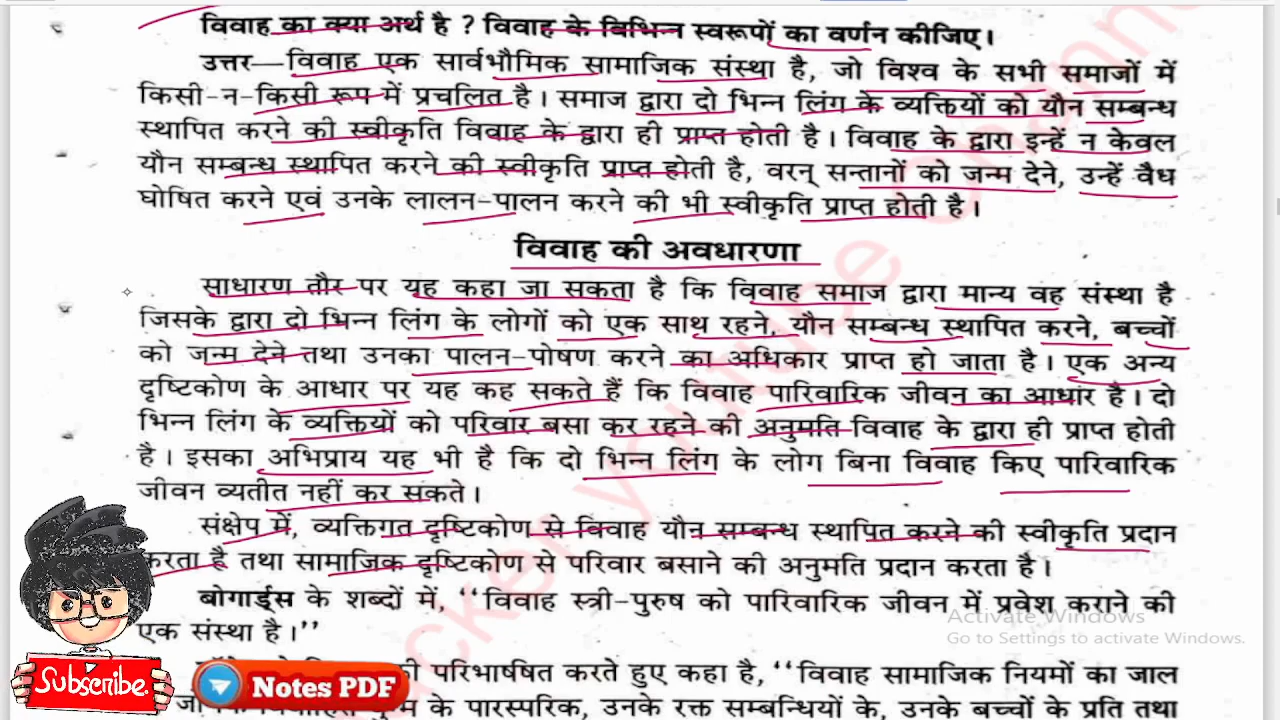 विवाह का क्या अर्थ है ? विवाह के विभिन्न स्वरूपों का वर्णन कीजिए।
उत्तर—विवाह एक सार्वभौमिक सामाजिक संस्था है, जो विश्व के सभी समाजों में
किसी-न-किसी रूप में प्रचलित है। समाज द्वारा दो भिन्न लिंग के व्यक्तियों को यौन सम्बन्ध
स्थापित करने की स्वीकृति विवाह के द्वारा ही प्राप्त होती है। विवाह के द्वारा इन्हें न केवल
यौन सम्बन्ध स्थापित करने की स्वीकृति प्राप्त होती है, वरन् सन्तानों को जन्म देने, उन्हें वैध
घोषित करने एवं उनके लालन-पालन करने की भी स्वीकृति प्राप्त होती है।
विवाह की अवधारणा
साधारण तौर पर यह कहा जा सकता है कि विवाह समाज द्वारा मान्य वह संस्था है
जिसके द्वारा दो भिन्न लिंग के लोगों को एक साथ रहने, यौन सम्बन्ध स्थापित करने, बच्चों
को जन्म देने तथा उनका पालन-पोषण करने का अधिकार प्राप्त हो जाता है। एक अन्य
दृष्टिकोण के आधार पर यह कह सकते हैं कि विवाह पारिवारिक जीवन का आधार है। दो
भिन्न लिंग के व्यक्तियों को परिवार बसा कर रहने की अनुमति विवाह के द्वारा ही प्राप्त होती
है। इसका अभिप्राय यह भी है कि दो भिन्न लिंग के लोग बिना विवाह किए पारिवारिक
जीवन व्यतीत नहीं कर सकते।
संक्षेप में, व्यक्तिगत दृष्टिकोण से विवाह यौन सम्बन्ध स्थापित करने की स्वीकृति प्रदान
करता है तथा सामाजिक दृष्टिकोण से परिवार बसाने की अनुमति प्रदान करता है।
बोगार्ड्स के शब्दों में, ‘‘विवाह स्त्री-पुरुष को पारिवारिक जीवन में प्रवेश कराने की
एक संस्था है।’’
परिभाषित करते हुए कहा है, ‘‘विवाह सामाजिक नियमों का जाल
के पारस्परिक, उनके रक्त सम्बन्धियों के, उनके बच्चों के प्रति तथा
Activate Windows
Go to Settings to activate Windows.
Subscribe.
Notes PDF
youtube